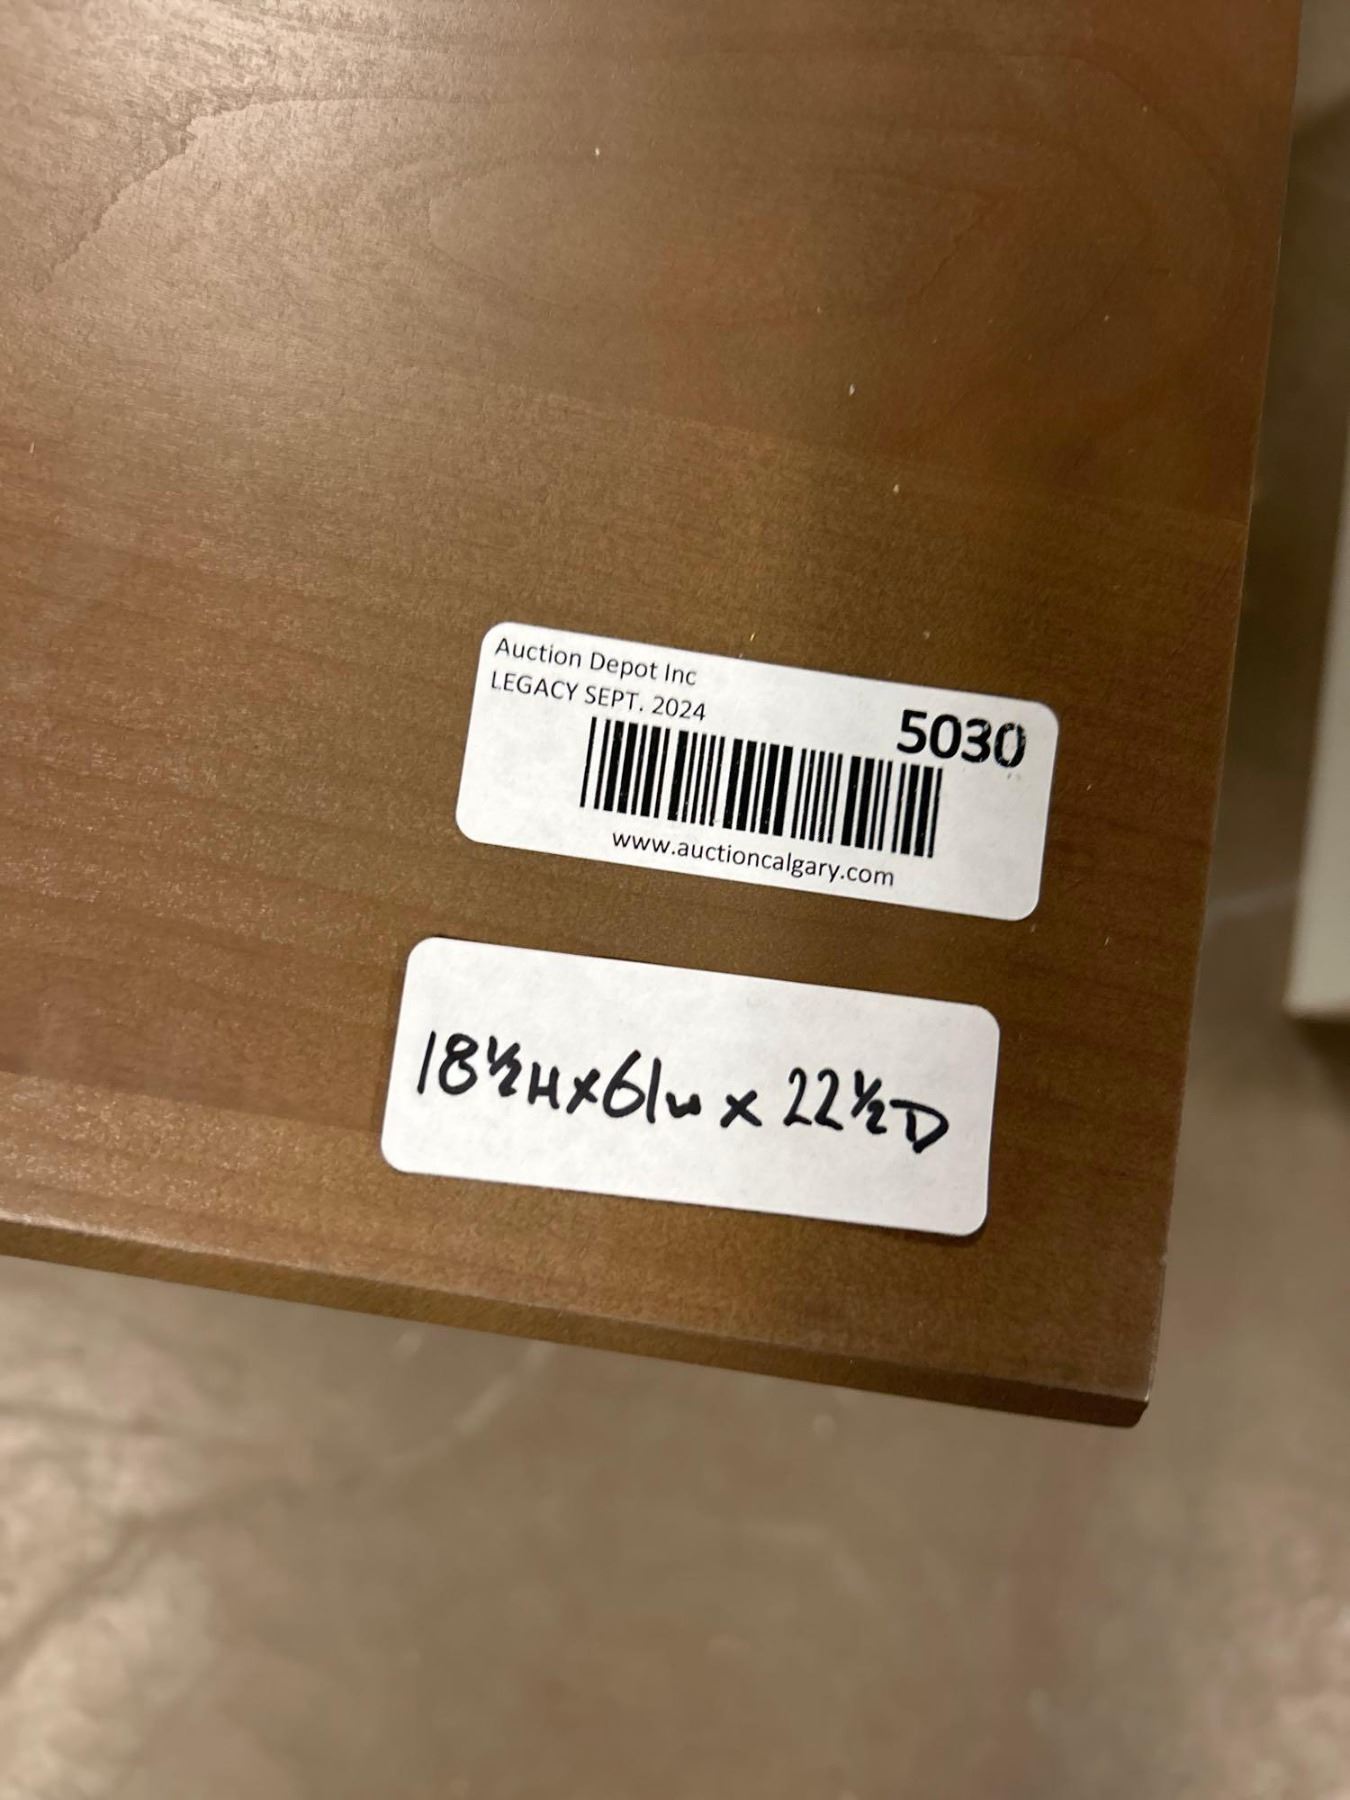 Auction Depot Inc
LEGACY SEPT. 2024
5030
www.auctioncalgary.com
18½H x 61W x 22½D